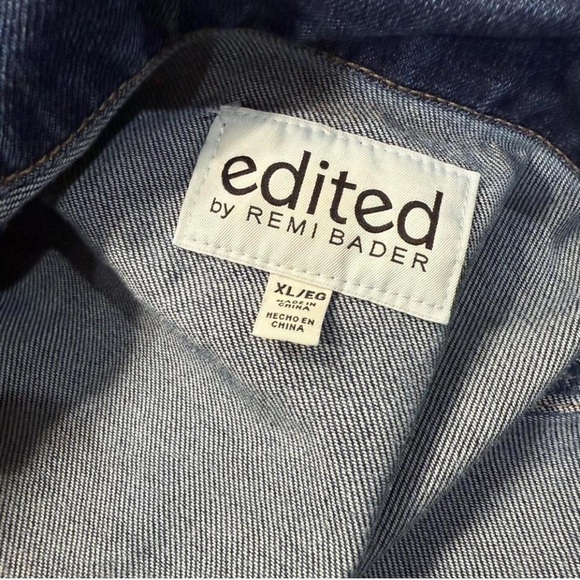 edited
by REMI BADER
XL/EG
MADE IN
CHINA
HECHO EN
CHINA